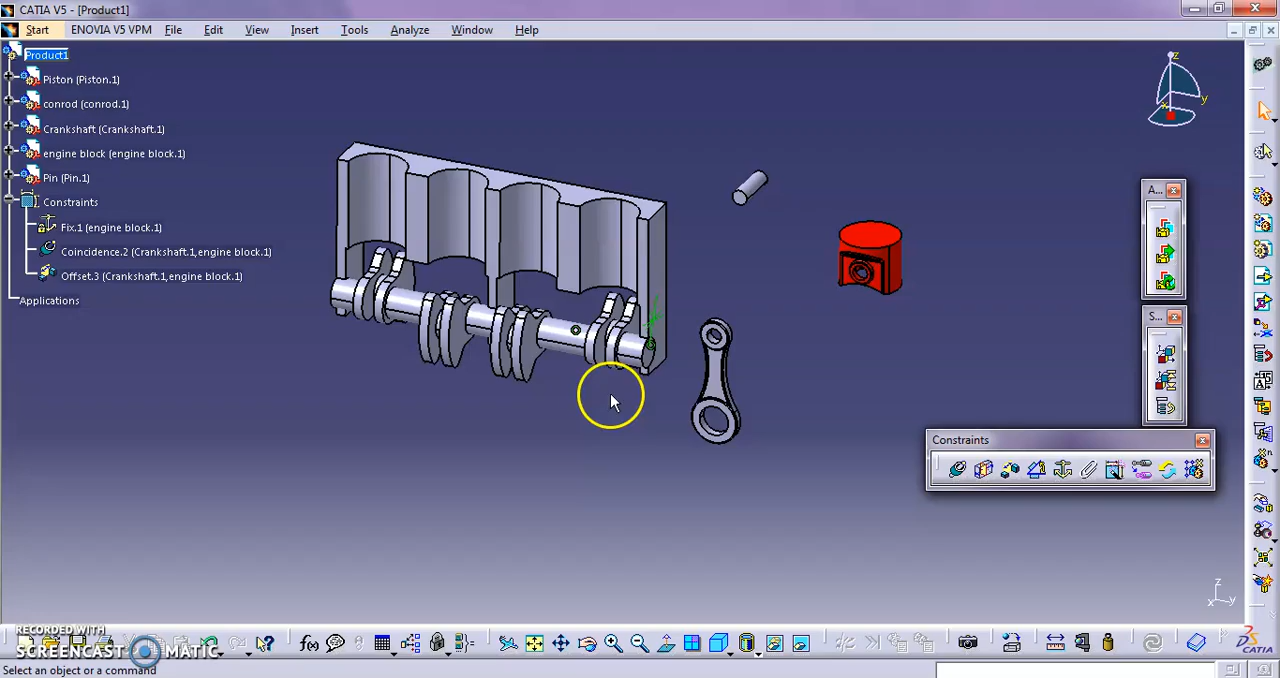 CATIA V5 - [Product1]
Start ENOVIA V5 VPM File Edit View Insert Tools Analyze Window Help
Product1
Piston (Piston.1)
conrod (conrod.1)
Crankshaft (Crankshaft.1)
engine block (engine block.1)
Pin (Pin.1)
Constraints
Fix.1 (engine block.1)
Coincidence.2 (Crankshaft.1,engine block.1)
Offset.3 (Crankshaft.1,engine block.1)
Applications
z
x y
A...
S...
Constraints
z
x y
RECORDED WITH
SCREENCAST MATIC
f(x)
CATIA
Select an object or a command